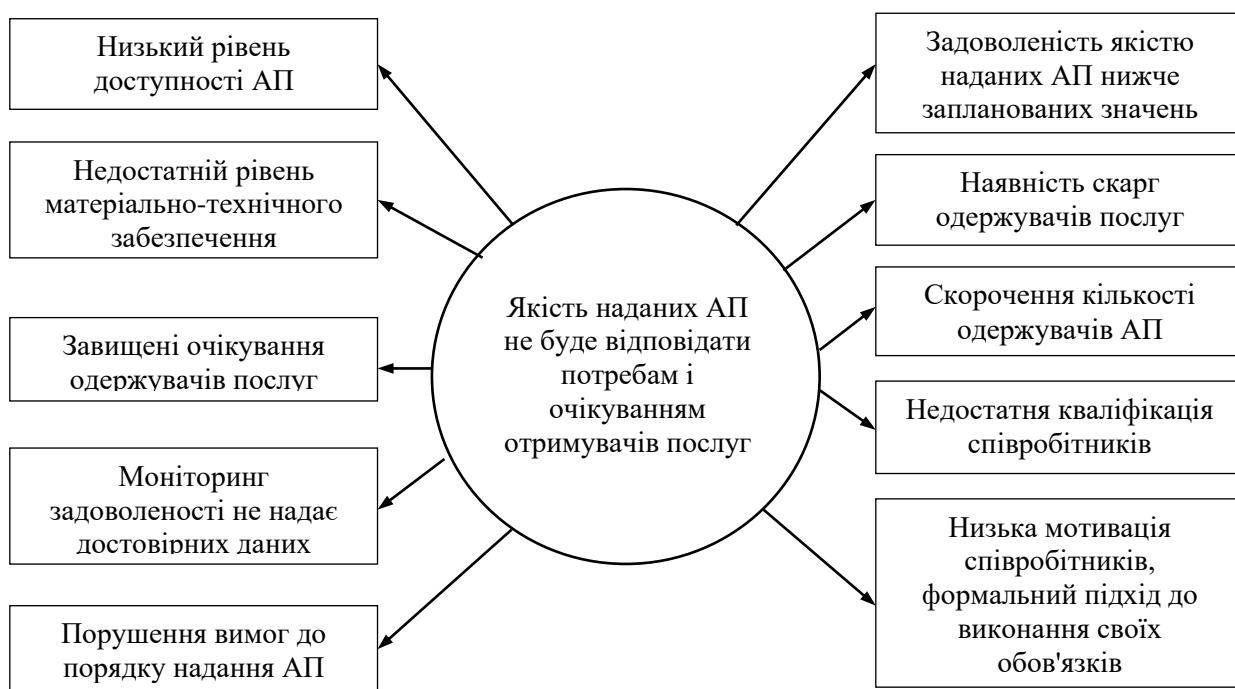 Низький рівень
доступності АП
Недостатній рівень
матеріально-технічного
забезпечення
Завищені очікування
одержувачів послуг
Моніторинг
задоволеності не надає
достовірних даних
Порушення вимог до
порядку надання АП
Якість наданих АП
не буде відповідати
потребам і
очікуванням
отримувачів послуг
Задоволеність якістю
наданих АП нижче
запланованих значень
Наявність скарг
одержувачів послуг
Скорочення кількості
одержувачів АП
Недостатня кваліфікація
співробітників
Низька мотивація
співробітників,
формальний підхід до
виконання своїх
обов'язків